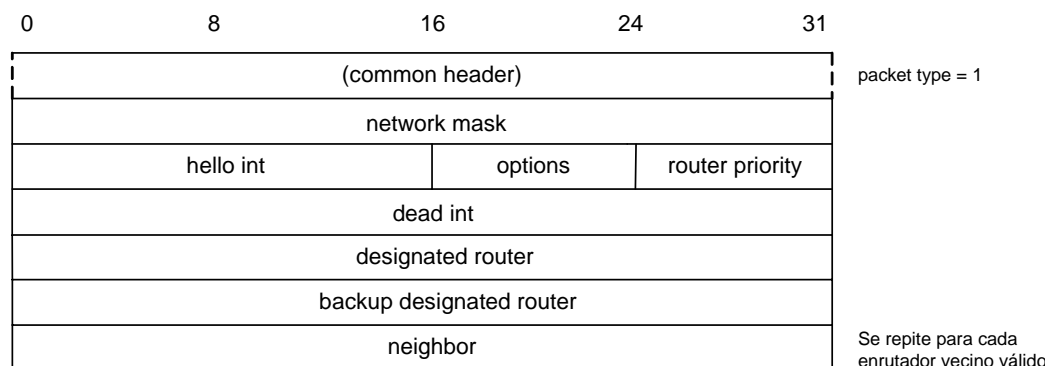 0 8 16 24 31
(common header) packet type = 1
network mask
hello int options router priority
dead int
designated router
backup designated router
neighbor
Se repite para cada
enrutador vecino válido